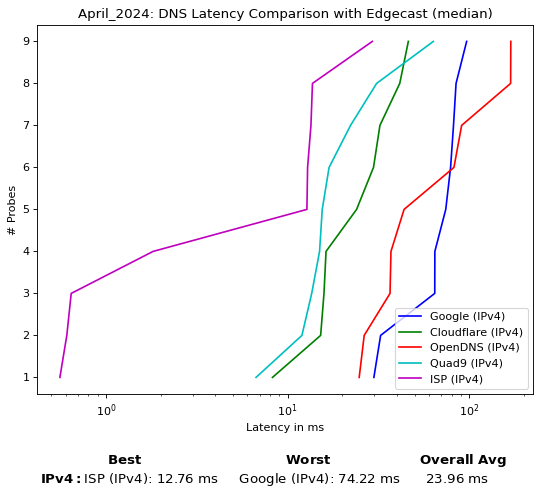 April_2024: DNS Latency Comparison with Edgecast (median)
9
8
7
6
5
4
3
2
1
# Probes
Google (IPv4)
Cloudflare (IPv4)
OpenDNS (IPv4)
Quad9 (IPv4)
ISP (IPv4)
10⁰ 10¹ 10²
Latency in ms
Best Worst Overall Avg
IPv4: ISP (IPv4): 12.76 ms Google (IPv4): 74.22 ms 23.96 ms